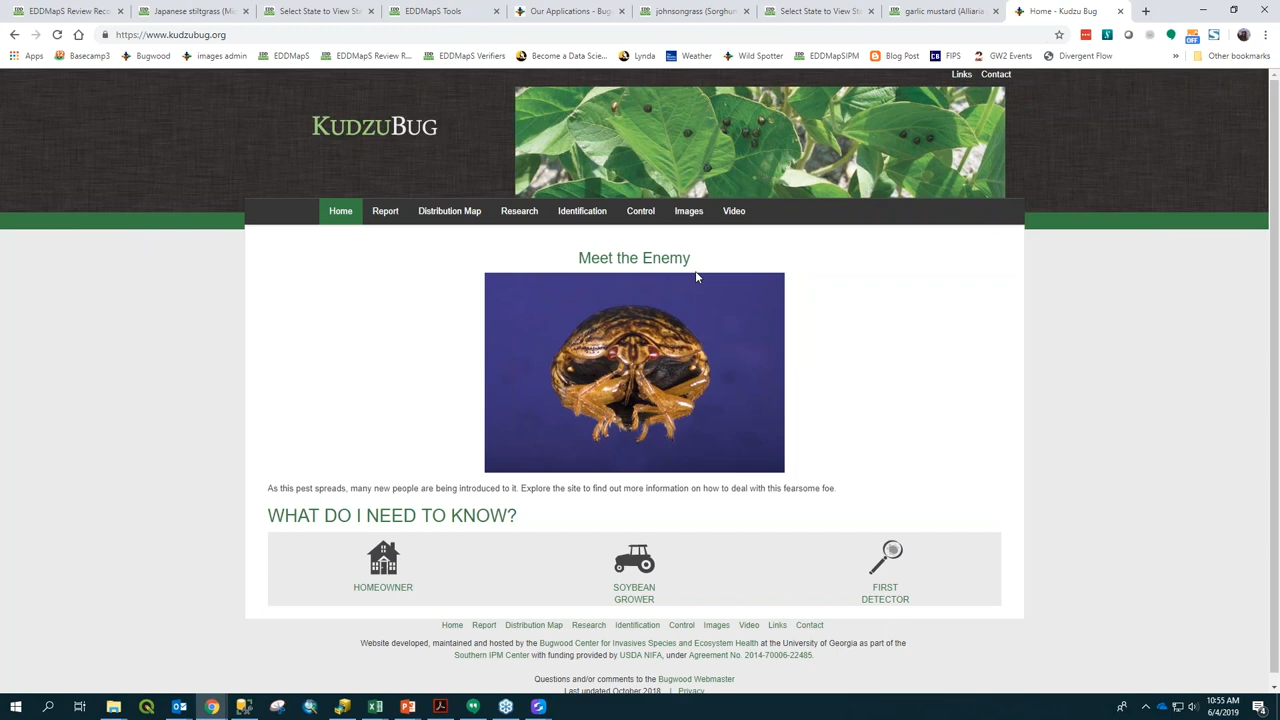 EDDMapS Report
Japanese stiltgrass (Mic
Select State to View Sta
EDDMapS Tools
Our Applications - Bug
johnsongrass (Sorghum
Select State to View Sta
garlic mustard (Alliaria
Home - Kudzu Bug
https://www.kudzubug.org
Apps Basecamp3 Bugwood images admin EDDMapS EDDMapS Review R... EDDMapS Verifiers Become a Data Scie... Lynda Weather Wild Spotter EDDMapSIPM Blog Post FIPS GW2 Events Divergent Flow » Other bookmarks
Links Contact
KUDZUBUG
Home Report Distribution Map Research Identification Control Images Video
Meet the Enemy
As this pest spreads, many new people are being introduced to it. Explore the site to find out more information on how to deal with this fearsome foe.
WHAT DO I NEED TO KNOW?
HOMEOWNER
SOYBEAN
GROWER
FIRST
DETECTOR
Home Report Distribution Map Research Identification Control Images Video Links Contact
Website developed, maintained and hosted by the Bugwood Center for Invasives Species and Ecosystem Health at the University of Georgia as part of the
Southern IPM Center with funding provided by USDA NIFA, under Agreement No. 2014-70006-22485.
Questions and/or comments to the Bugwood Webmaster
Last updated October 2018 | Privacy
10:55 AM
6/4/2019